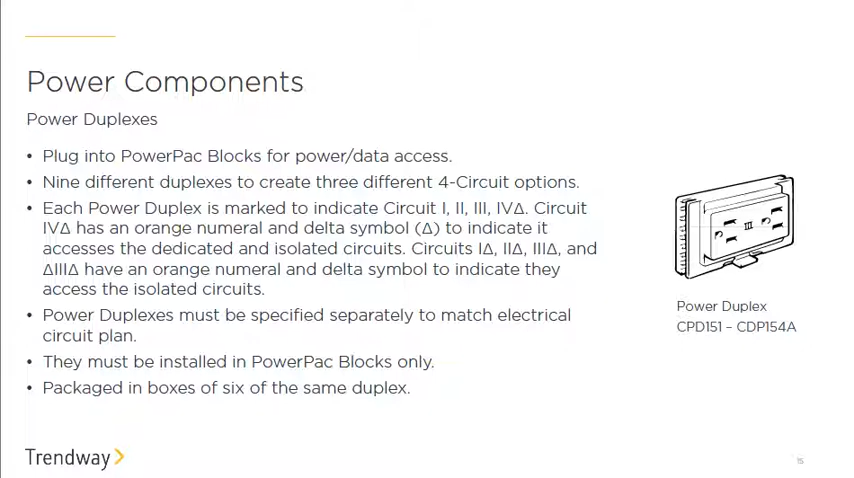 Power Components
Power Duplexes
• Plug into PowerPac Blocks for power/data access.
• Nine different duplexes to create three different 4-Circuit options.
• Each Power Duplex is marked to indicate Circuit I, II, III, IVΔ. Circuit
IVΔ has an orange numeral and delta symbol (Δ) to indicate it
accesses the dedicated and isolated circuits. Circuits IΔ, IIΔ, IIIΔ, and
ΔIIIΔ have an orange numeral and delta symbol to indicate they
access the isolated circuits.
• Power Duplexes must be specified separately to match electrical
circuit plan.
• They must be installed in PowerPac Blocks only.
• Packaged in boxes of six of the same duplex.
III
Power Duplex
CPD151 – CDP154A
Trendway
15